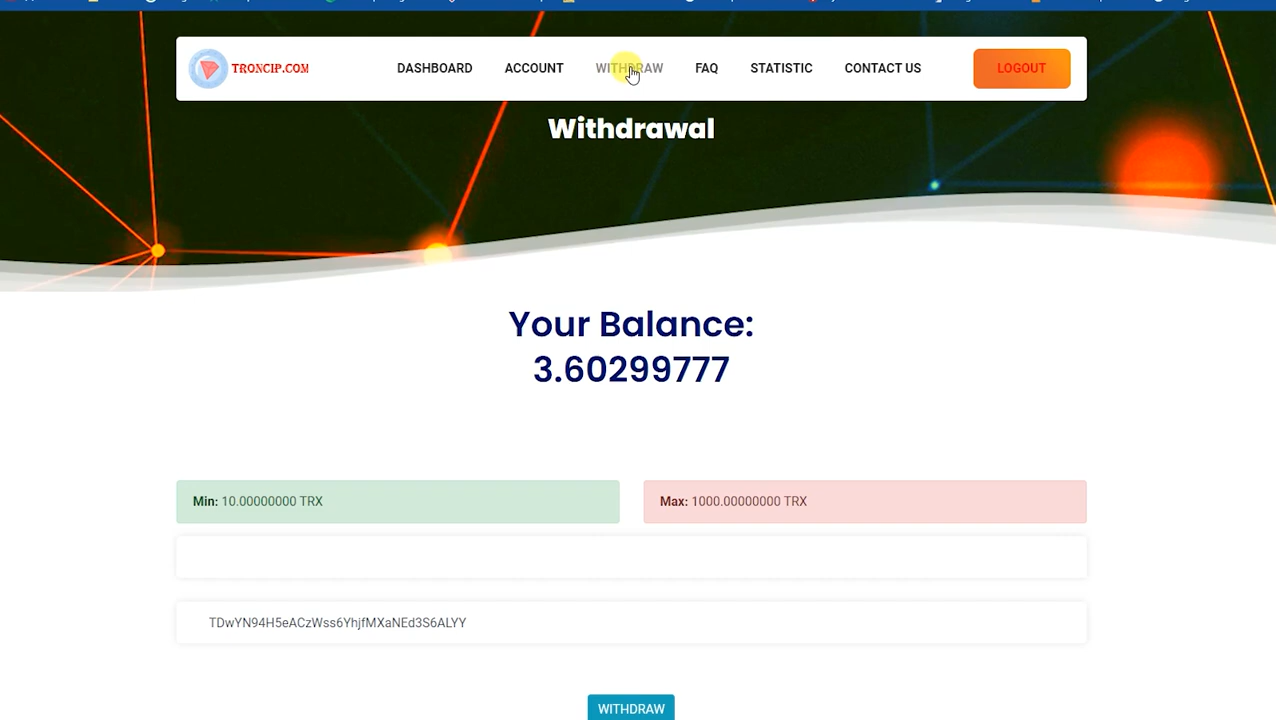 TRONCIP.COM
DASHBOARD
ACCOUNT
WITHDRAW
FAQ
STATISTIC
CONTACT US
LOGOUT
Withdrawal
Your Balance:
3.60299777
Min: 10.00000000 TRX
Max: 1000.00000000 TRX
TDwYN94H5eACzWss6YhjfMXaNEd3S6ALYY
WITHDRAW